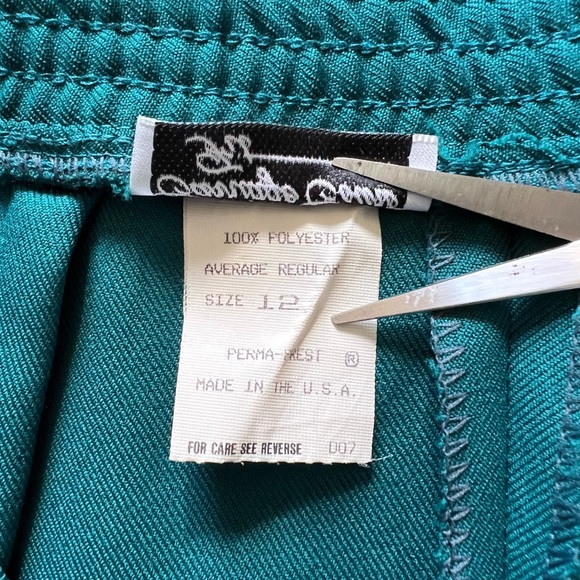 100% POLYESTER
AVERAGE REGULAR
SIZE 12
PERMA-PREST ®
MADE IN THE U.S.A.
FOR CARE SEE REVERSE D07